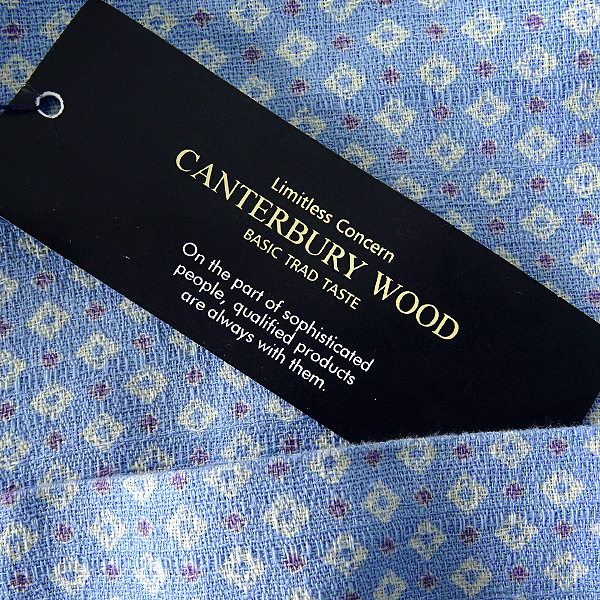 Limitless Concern
CANTERBURY WOOD
BASIC TRAD TASTE
On the part of sophisticated
people, qualified products
are always with them.